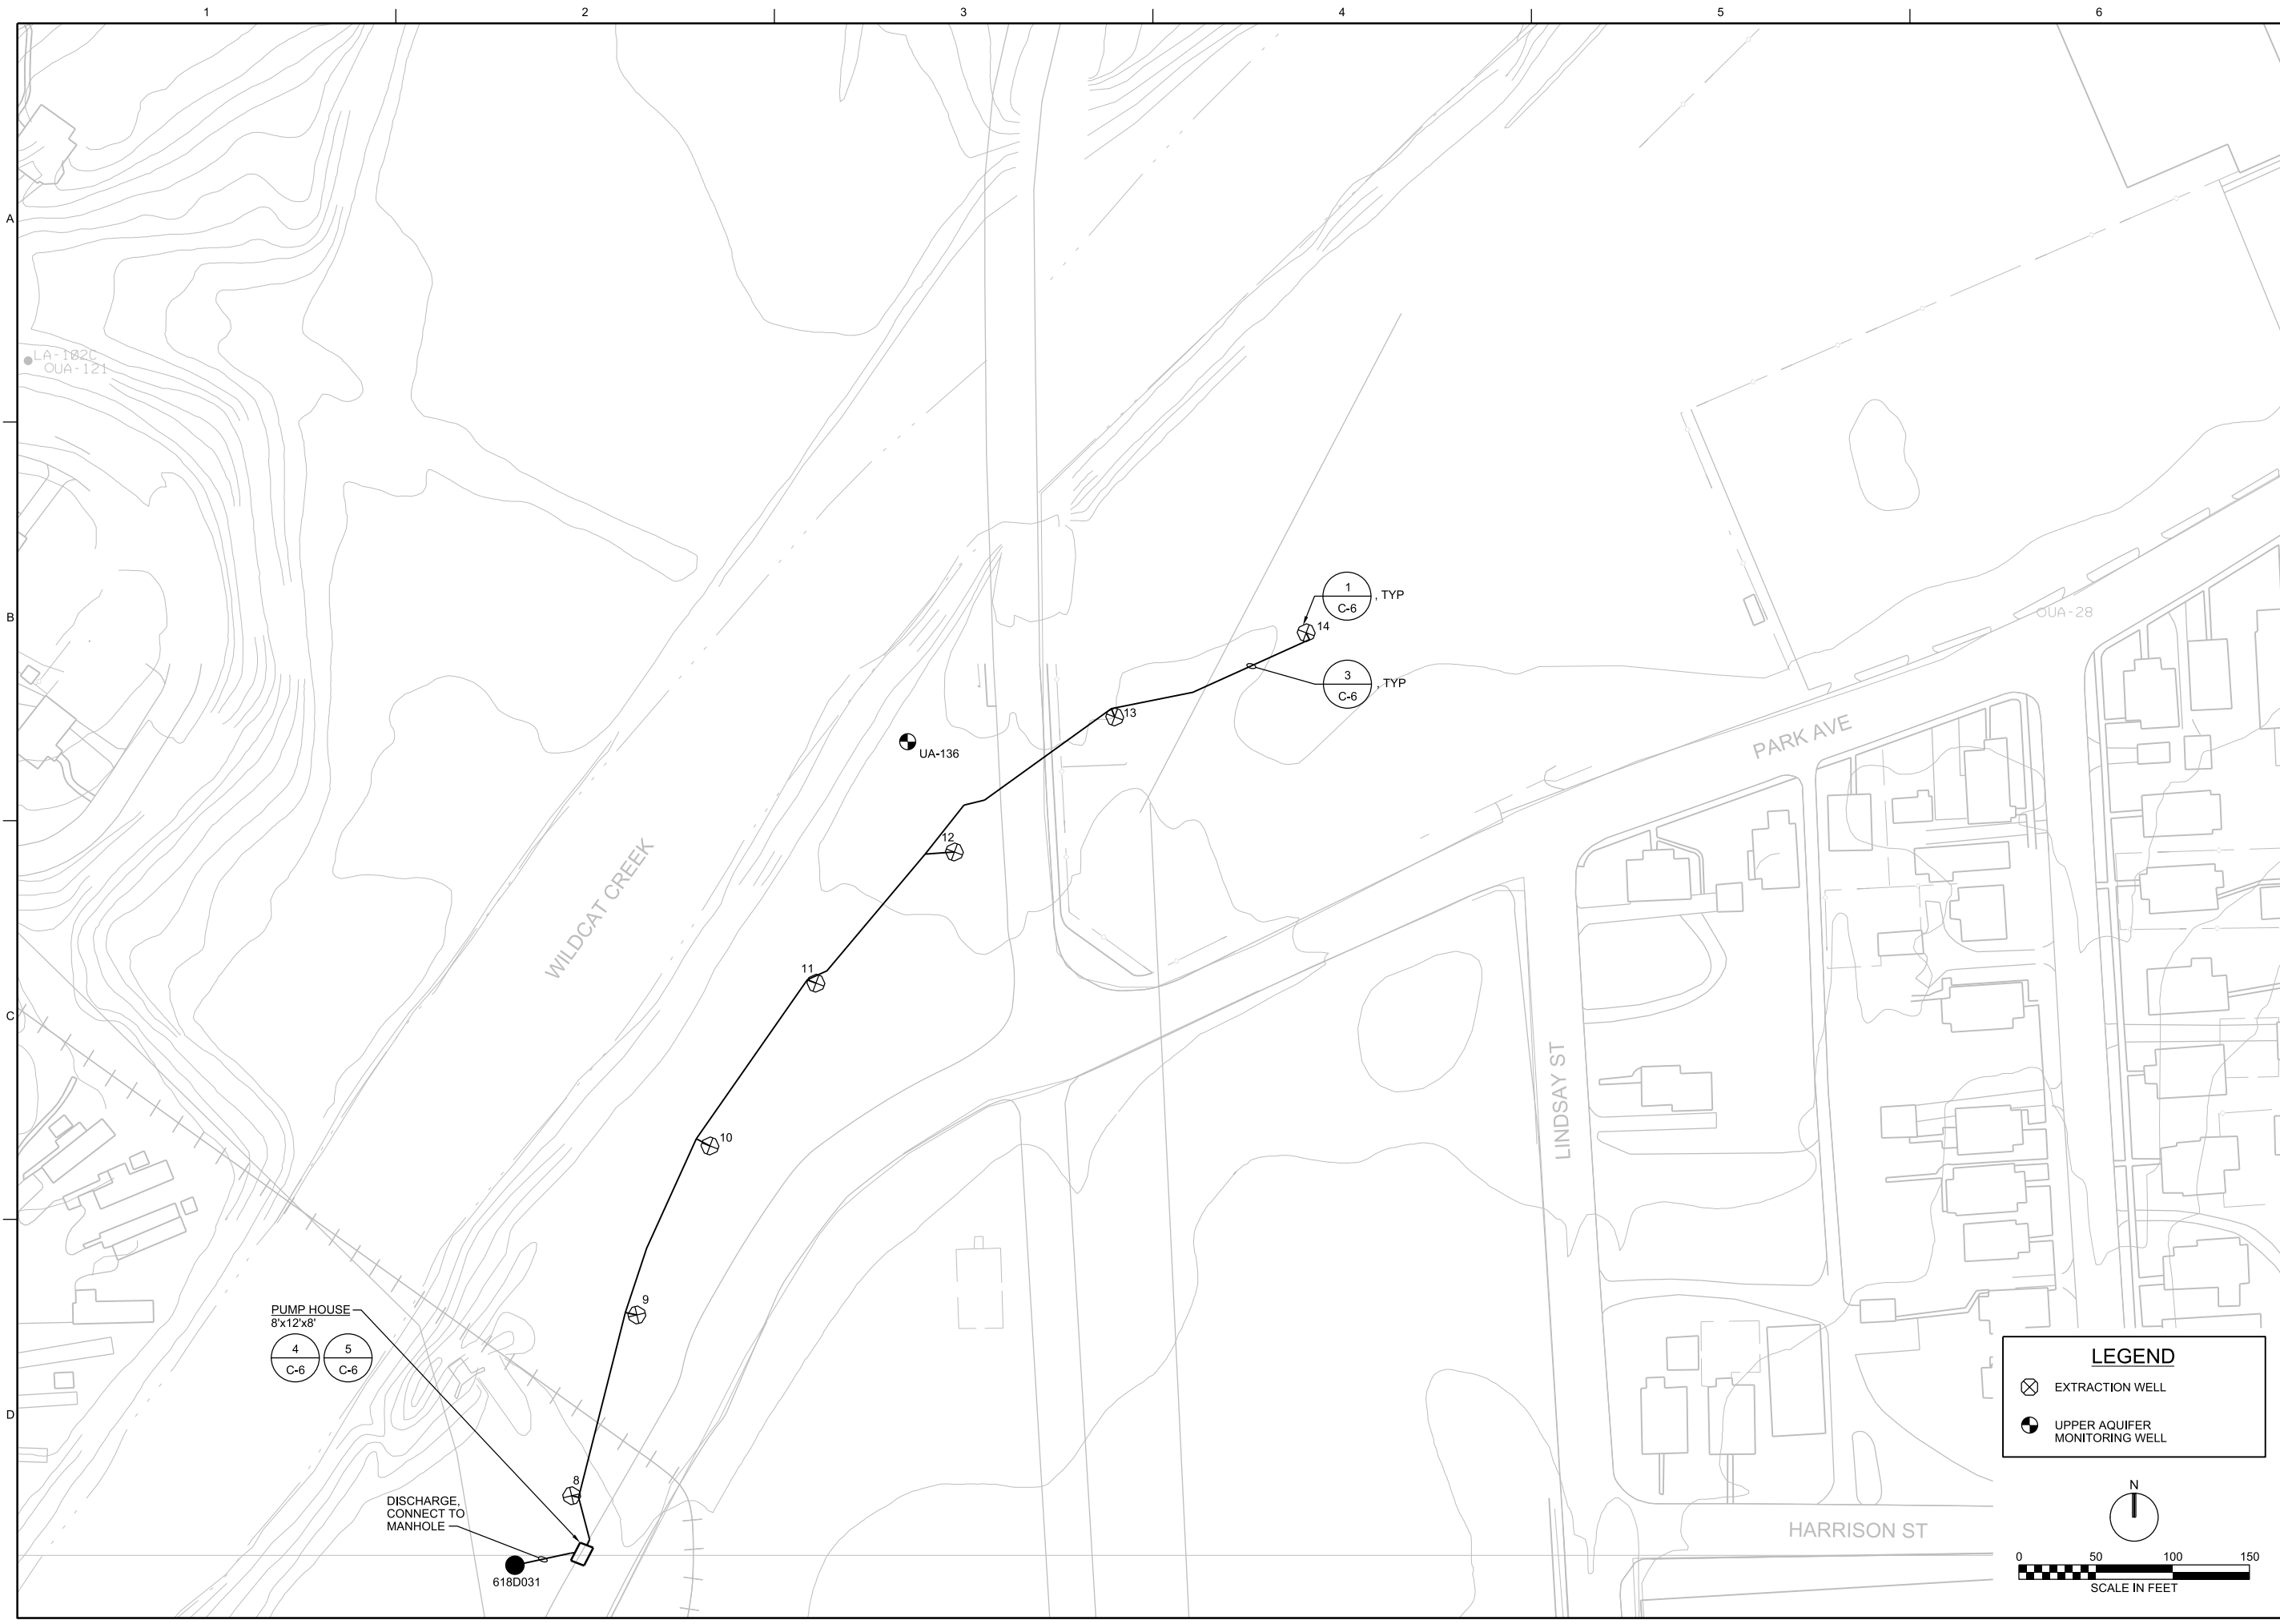 1 2 3 4 5 6
A
LA-102C
OUA-121
B
1
C-6
, TYP
14
OUA-28
3
C-6
, TYP
13
PARK AVE
UA-136
12
WILDCAT CREEK
11
C
LINDSAY ST
10
9
PUMP HOUSE
8'x12'x8'
4
C-6
5
C-6
LEGEND
EXTRACTION WELL
UPPER AQUIFER
MONITORING WELL
D
8
DISCHARGE,
CONNECT TO
MANHOLE
618D031
HARRISON ST
N
0 50 100 150
SCALE IN FEET